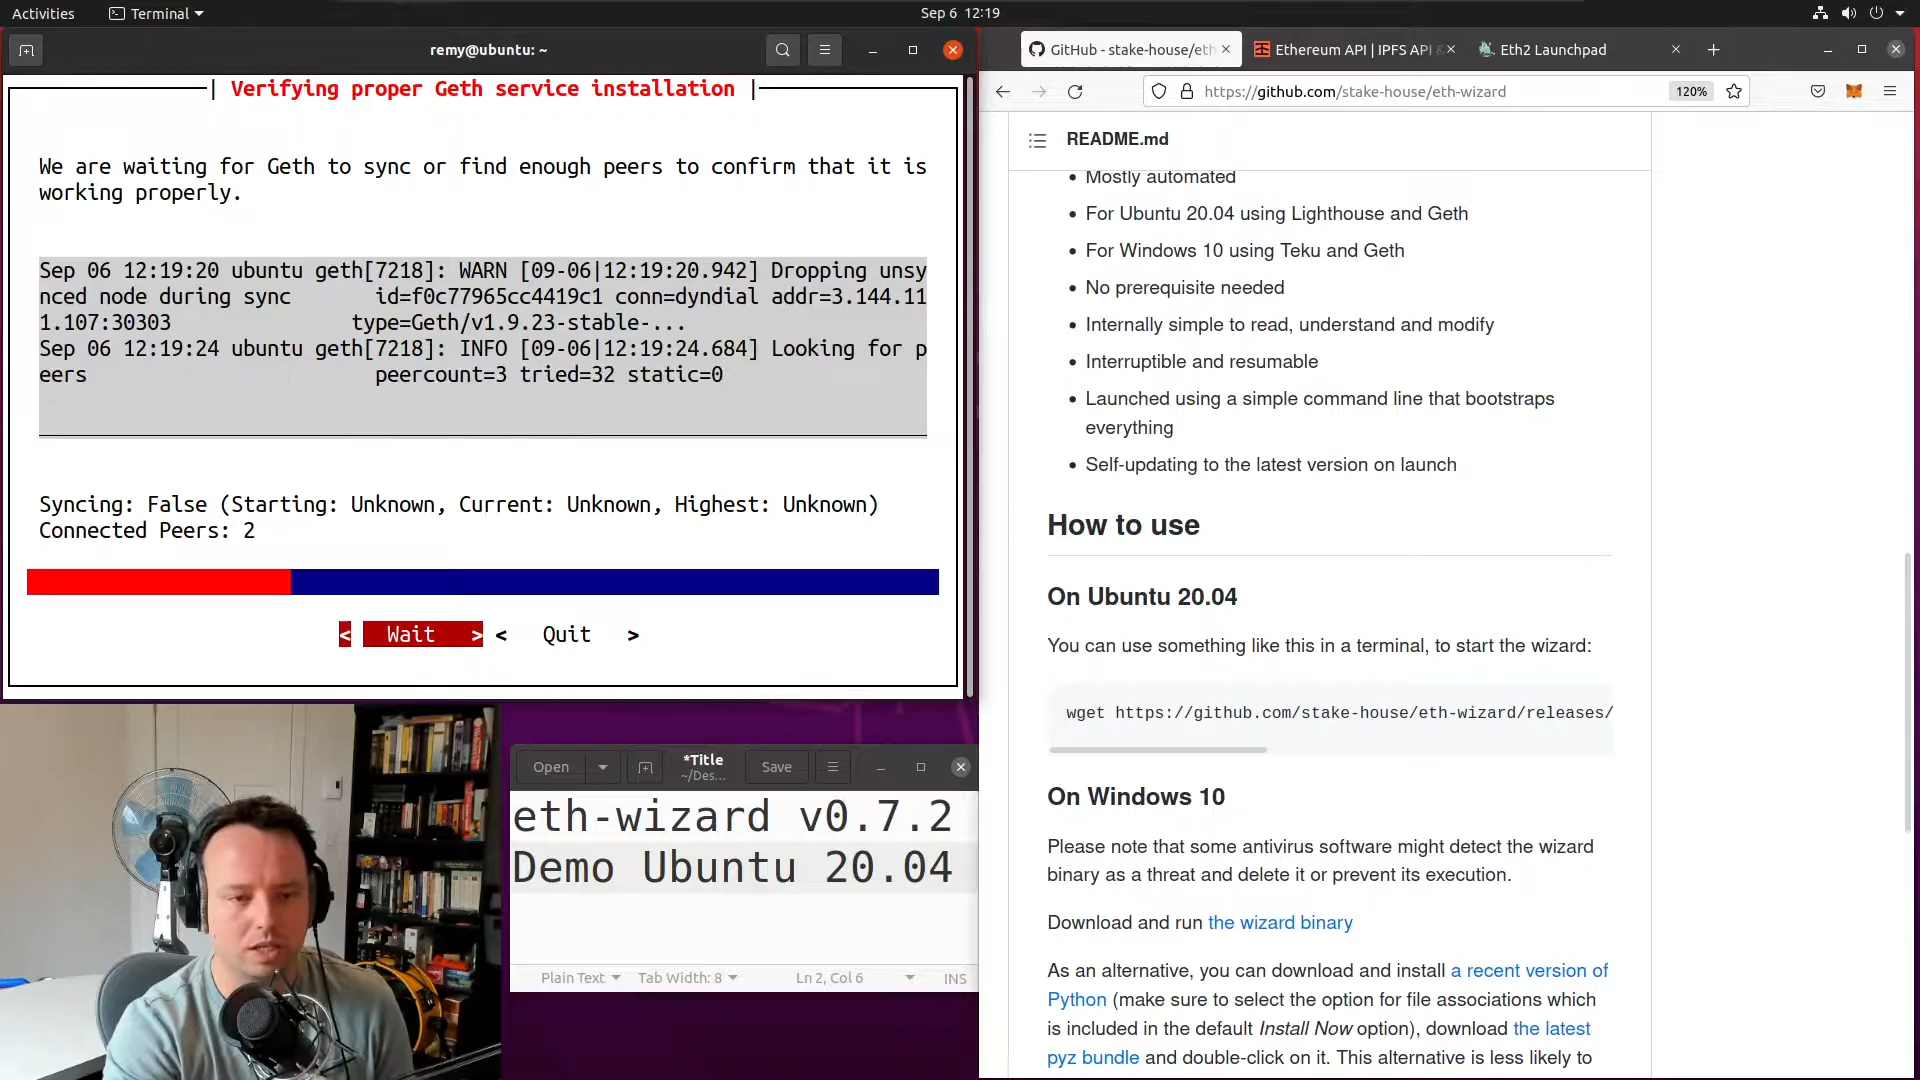 Activities
Terminal
Sep 6 12:19
remy@ubuntu: ~
Verifying proper Geth service installation
We are waiting for Geth to sync or find enough peers to confirm that it is
working properly.
Sep 06 12:19:20 ubuntu geth[7218]: WARN [09-06|12:19:20.942] Dropping unsy
nced node during sync id=f0c77965cc4419c1 conn=dyndial addr=3.144.11
1.107:30303 type=Geth/v1.9.23-stable-...
Sep 06 12:19:24 ubuntu geth[7218]: INFO [09-06|12:19:24.684] Looking for p
eers peercount=3 tried=32 static=0
Syncing: False (Starting: Unknown, Current: Unknown, Highest: Unknown)
Connected Peers: 2
< Wait > < Quit >
Open
*Title
~/Des...
Save
eth-wizard v0.7.2
Demo Ubuntu 20.04
Plain Text
Tab Width: 8
Ln 2, Col 6
INS
GitHub - stake-house/eth
Ethereum API | IPFS API &
Eth2 Launchpad
https://github.com/stake-house/eth-wizard
120%
README.md
• Mostly automated
• For Ubuntu 20.04 using Lighthouse and Geth
• For Windows 10 using Teku and Geth
• No prerequisite needed
• Internally simple to read, understand and modify
• Interruptible and resumable
• Launched using a simple command line that bootstraps
everything
• Self-updating to the latest version on launch
How to use
On Ubuntu 20.04
You can use something like this in a terminal, to start the wizard:
wget https://github.com/stake-house/eth-wizard/releases/
On Windows 10
Please note that some antivirus software might detect the wizard
binary as a threat and delete it or prevent its execution.
Download and run the wizard binary
As an alternative, you can download and install a recent version of
Python (make sure to select the option for file associations which
is included in the default Install Now option), download the latest
pyz bundle and double-click on it. This alternative is less likely to